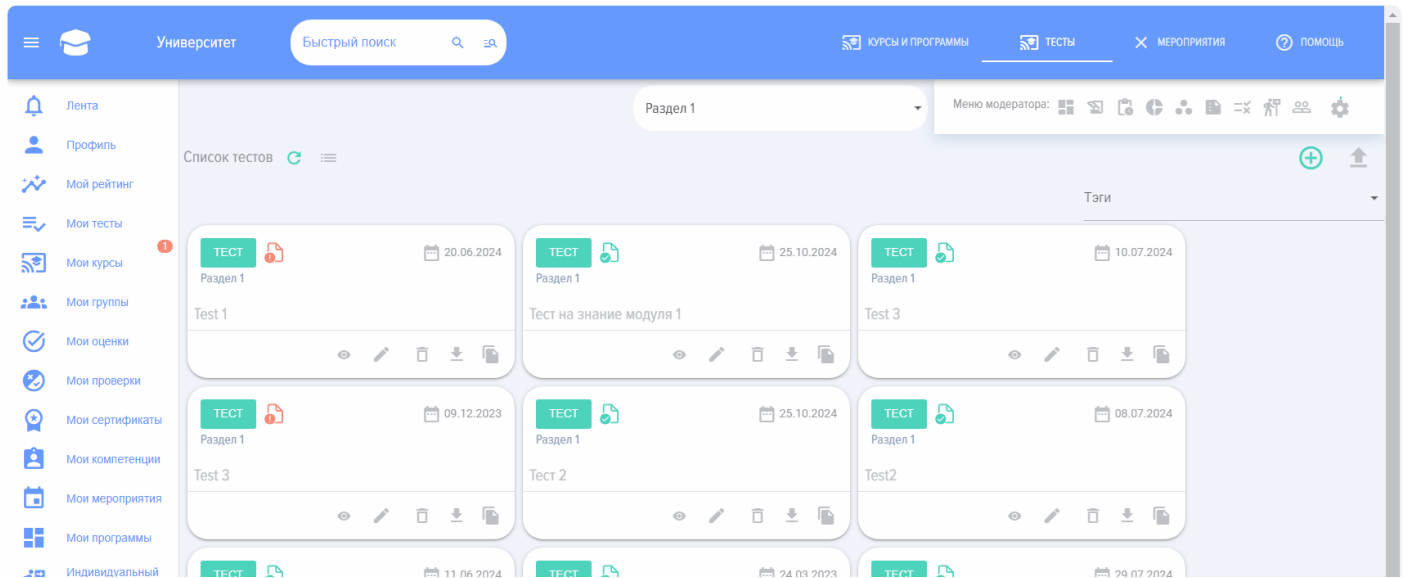 Университет
Быстрый поиск
КУРСЫ И ПРОГРАММЫ
ТЕСТЫ
МЕРОПРИЯТИЯ
ПОМОЩЬ
Лента
Профиль
Мой рейтинг
Мои тесты
1
Мои курсы
Мои группы
Мои оценки
Мои проверки
Мои сертификаты
Мои компетенции
Мои мероприятия
Мои программы
Индивидуальный
Раздел 1
Меню модератора:
Список тестов
Тэги
ТЕСТ
20.06.2024
Раздел 1
Test 1
ТЕСТ
25.10.2024
Раздел 1
Тест на знание модуля 1
ТЕСТ
10.07.2024
Раздел 1
Test 3
ТЕСТ
09.12.2023
Раздел 1
Test 3
ТЕСТ
25.10.2024
Раздел 1
Тест 2
ТЕСТ
08.07.2024
Раздел 1
Test2
ТЕСТ
11.06.2024
ТЕСТ
24.03.2023
ТЕСТ
29.07.2024